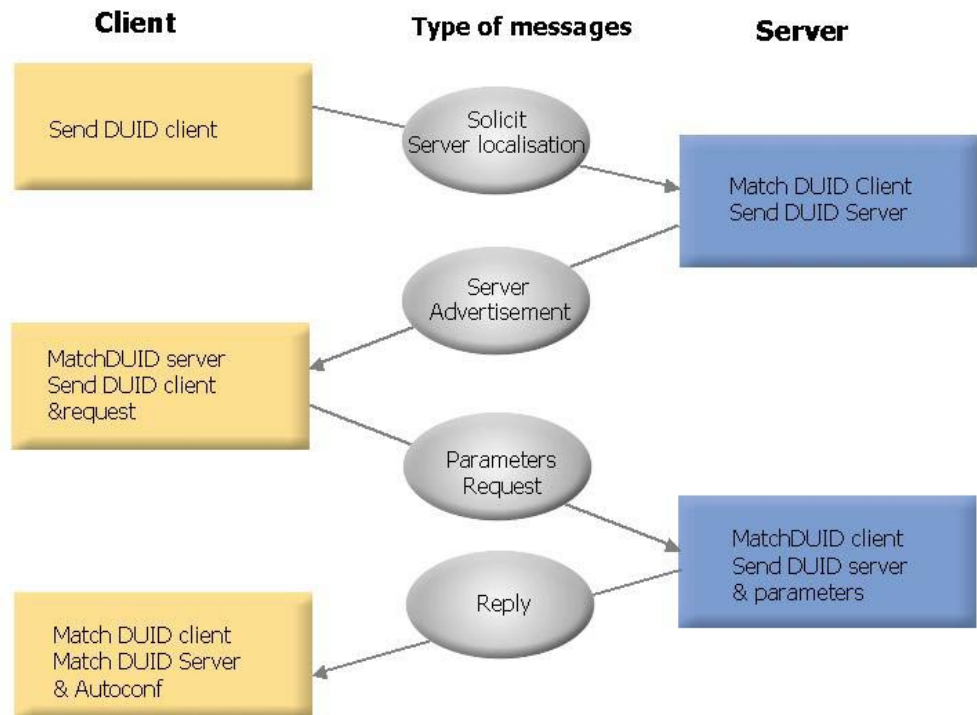 Client
Type of messages
Server
Send DUID client
Solicit
Server localisation
Match DUID Client
Send DUID Server
Server
Advertisement
MatchDUID server
Send DUID client
&request
Parameters
Request
MatchDUID client
Send DUID server
& parameters
Reply
Match DUID client
Match DUID Server
& Autoconf